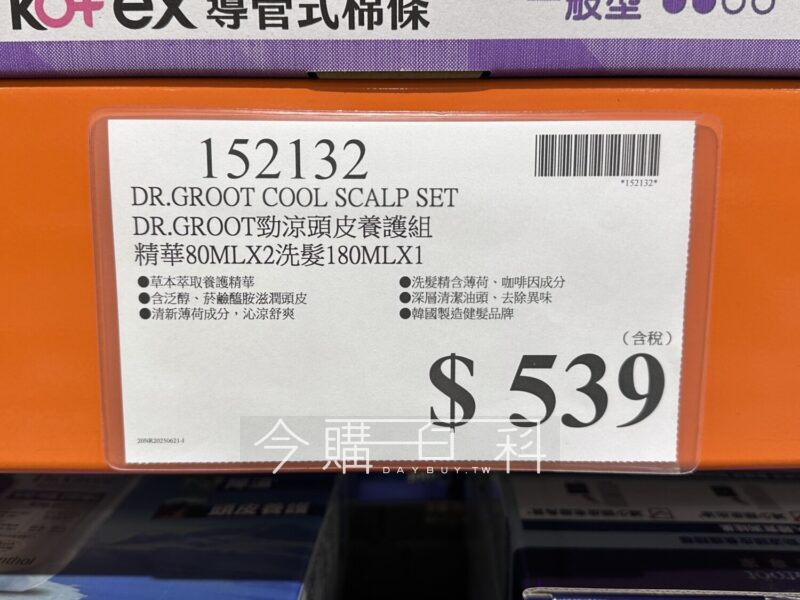 Kotex 導管式棉條
一般型
152132
*152132*
DR.GROOT COOL SCALP SET
DR.GROOT勁涼頭皮養護組
精華80MLX2洗髮180MLX1
●草本萃取養護精華
●含泛醇、菸鹼醯胺滋潤頭皮
●清新薄荷成分，沁涼舒爽
●洗髮精含薄荷、咖啡因成分
●深層清潔油頭、去除異味
●韓國製造健髮品牌
（含稅）
$ 539
20NR20250621-J
今購百科
DAYBUY.TW
頭皮養護